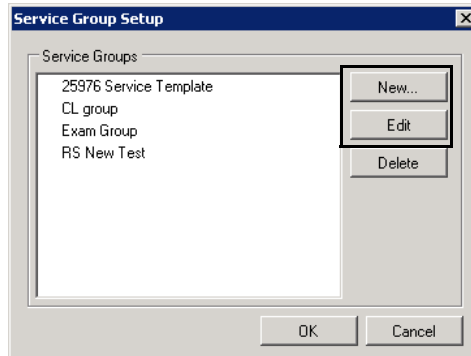 Service Group Setup
Service Groups
25976 Service Template
CL group
Exam Group
RS New Test
New...
Edit
Delete
OK
Cancel